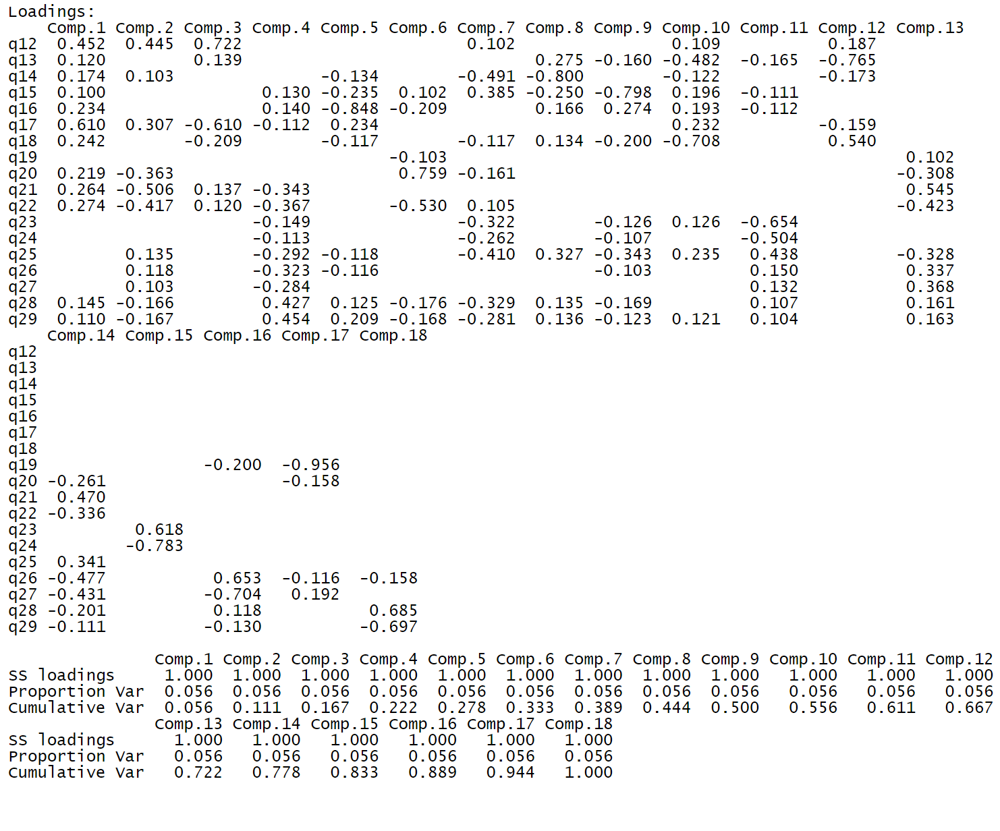 Loadings:
    Comp.1 Comp.2 Comp.3 Comp.4 Comp.5 Comp.6 Comp.7 Comp.8 Comp.9 Comp.10 Comp.11 Comp.12 Comp.13
q12  0.452  0.445  0.722                       0.102                0.109           0.187
q13  0.120         0.139                              0.275 -0.160 -0.482  -0.165  -0.765
q14  0.174  0.103               -0.134        -0.491 -0.800        -0.122          -0.173
q15  0.100                0.130 -0.235  0.102  0.385 -0.250 -0.798  0.196  -0.111
q16  0.234                0.140 -0.848 -0.209         0.166  0.274  0.193  -0.112
q17  0.610  0.307 -0.610 -0.112  0.234                              0.232          -0.159
q18  0.242        -0.209        -0.117        -0.117  0.134 -0.200 -0.708           0.540
q19                                    -0.103                                               0.102
q20  0.219 -0.363                       0.759 -0.161                                       -0.308
q21  0.264 -0.506  0.137 -0.343                                                             0.545
q22  0.274 -0.417  0.120 -0.367        -0.530  0.105                                       -0.423
q23                      -0.149               -0.322        -0.126  0.126  -0.654
q24                      -0.113               -0.262        -0.107         -0.504
q25         0.135        -0.292 -0.118        -0.410  0.327 -0.343  0.235   0.438          -0.328
q26         0.118        -0.323 -0.116                      -0.103          0.150           0.337
q27         0.103        -0.284                                             0.132           0.368
q28  0.145 -0.166         0.427  0.125 -0.176 -0.329  0.135 -0.169          0.107           0.161
q29  0.110 -0.167         0.454  0.209 -0.168 -0.281  0.136 -0.123  0.121   0.104           0.163
    Comp.14 Comp.15 Comp.16 Comp.17 Comp.18
q12
q13
q14
q15
q16
q17
q18
q19                 -0.200  -0.956
q20 -0.261                  -0.158
q21  0.470
q22 -0.336
q23          0.618
q24         -0.783
q25  0.341
q26 -0.477           0.653  -0.116  -0.158
q27 -0.431          -0.704   0.192
q28 -0.201           0.118           0.685
q29 -0.111          -0.130          -0.697
               Comp.1 Comp.2 Comp.3 Comp.4 Comp.5 Comp.6 Comp.7 Comp.8 Comp.9 Comp.10 Comp.11 Comp.12
SS loadings     1.000  1.000  1.000  1.000  1.000  1.000  1.000  1.000  1.000   1.000   1.000   1.000
Proportion Var  0.056  0.056  0.056  0.056  0.056  0.056  0.056  0.056  0.056   0.056   0.056   0.056
Cumulative Var  0.056  0.111  0.167  0.222  0.278  0.333  0.389  0.444  0.500   0.556   0.611   0.667
               Comp.13 Comp.14 Comp.15 Comp.16 Comp.17 Comp.18
SS loadings      1.000   1.000   1.000   1.000   1.000   1.000
Proportion Var   0.056   0.056   0.056   0.056   0.056   0.056
Cumulative Var   0.722   0.778   0.833   0.889   0.944   1.000